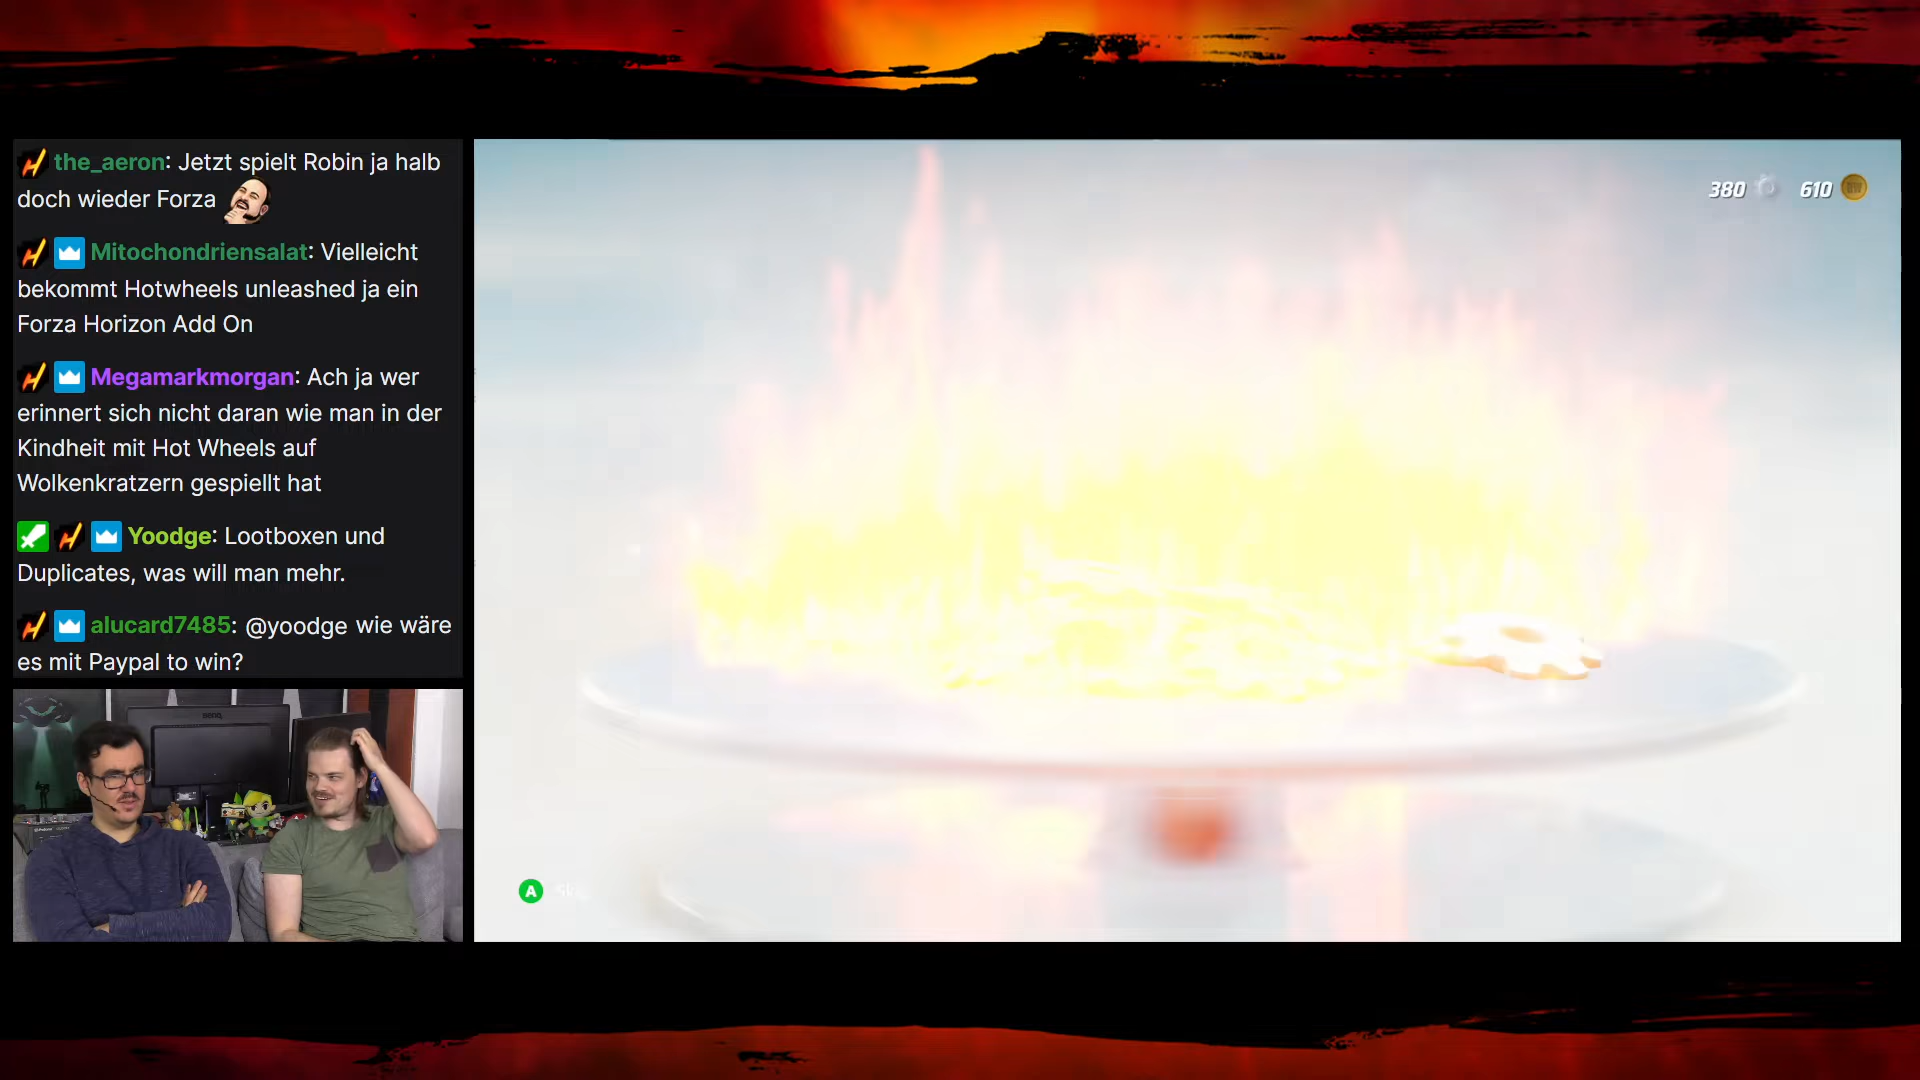 the_aeron: Jetzt spielt Robin ja halb
doch wieder Forza
Mitochondriensalat: Vielleicht
bekommt Hotwheels unleashed ja ein
Forza Horizon Add On
Megamarkmorgan: Ach ja wer
erinnert sich nicht daran wie man in der
Kindheit mit Hot Wheels auf
Wolkenkratzern gespiellt hat
Yoodge: Lootboxen und
Duplicates, was will man mehr.
alucard7485: @yoodge wie wäre
es mit Paypal to win?
380 610
A